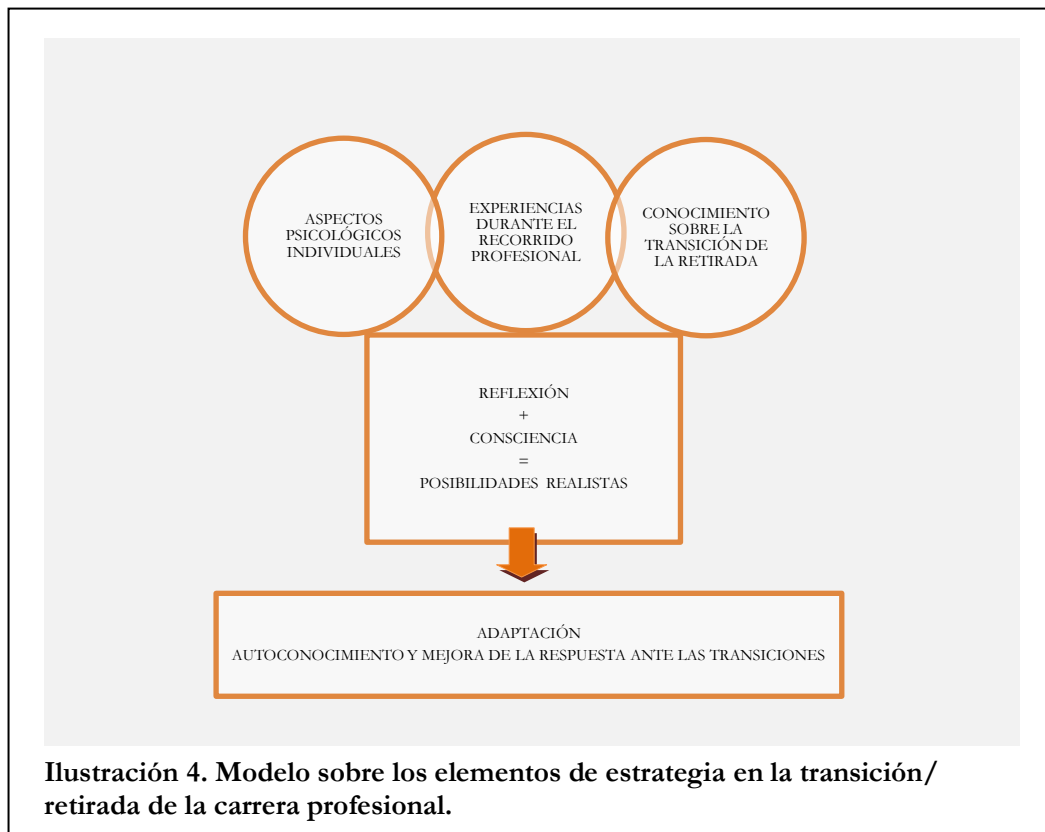 ASPECTOS
PSICOLÓGICOS
INDIVIDUALES
EXPERIENCIAS
DURANTE EL
RECORRIDO
PROFESIONAL
CONOCIMIENTO
SOBRE LA
TRANSICIÓN DE
LA RETIRADA
REFLEXIÓN
+
CONSCIENCIA
=
POSIBILIDADES REALISTAS
ADAPTACIÓN
AUTOCONOCIMIENTO Y MEJORA DE LA RESPUESTA ANTE LAS TRANSICIONES
Ilustración 4. Modelo sobre los elementos de estrategia en la transición/
retirada de la carrera profesional.